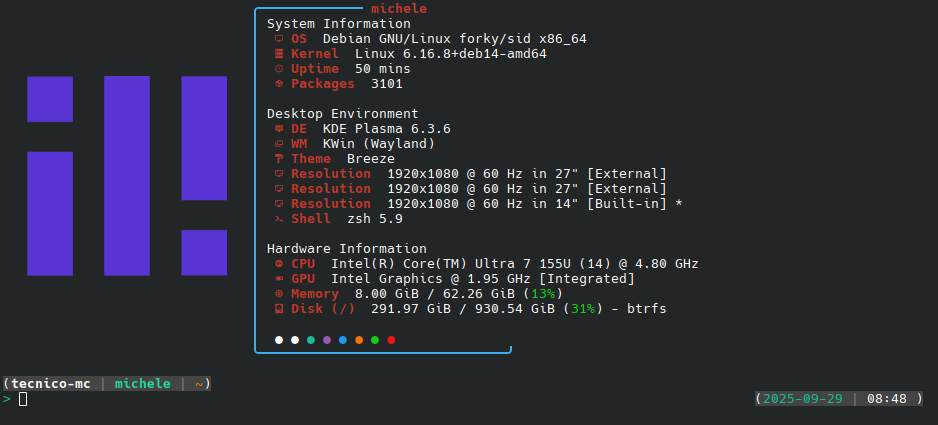 michele
System Information
OS Debian GNU/Linux forky/sid x86_64
Kernel Linux 6.16.8+deb14-amd64
Uptime 50 mins
Packages 3101
Desktop Environment
DE KDE Plasma 6.3.6
WM KWin (Wayland)
Theme Breeze
Resolution 1920x1080 @ 60 Hz in 27" [External]
Resolution 1920x1080 @ 60 Hz in 27" [External]
Resolution 1920x1080 @ 60 Hz in 14" [Built-in] *
Shell zsh 5.9
Hardware Information
CPU Intel(R) Core(TM) Ultra 7 155U (14) @ 4.80 GHz
GPU Intel Graphics @ 1.95 GHz [Integrated]
Memory 8.00 GiB / 62.26 GiB (13%)
Disk (/) 291.97 GiB / 930.54 GiB (31%) - btrfs
(tecnico-mc | michele | ~)
> (2025-09-29 | 08:48 )